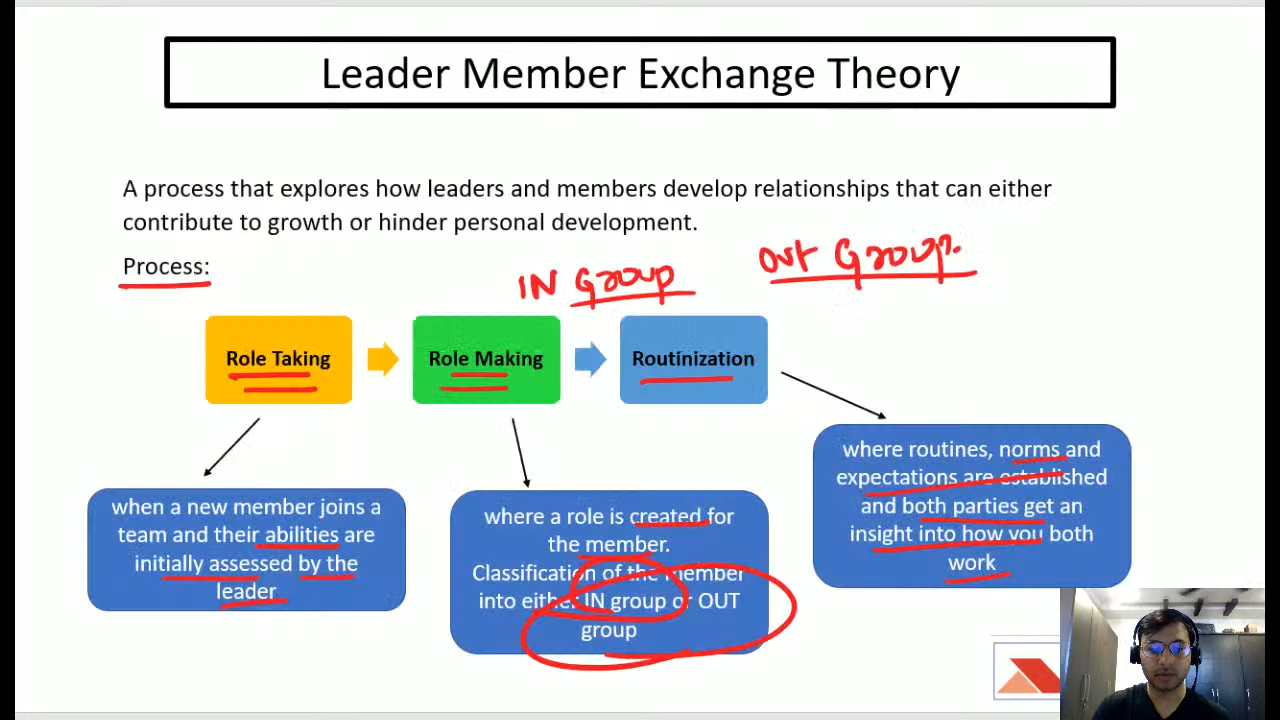 Leader Member Exchange Theory
A process that explores how leaders and members develop relationships that can either
contribute to growth or hinder personal development.
Process:
IN Group
OUT Group
Role Taking
Role Making
Routinization
when a new member joins a
team and their abilities are
initially assessed by the
leader
where a role is created for
the member.
Classification of the member
into either IN group or OUT
group
where routines, norms and
expectations are established
and both parties get an
insight into how you both
work